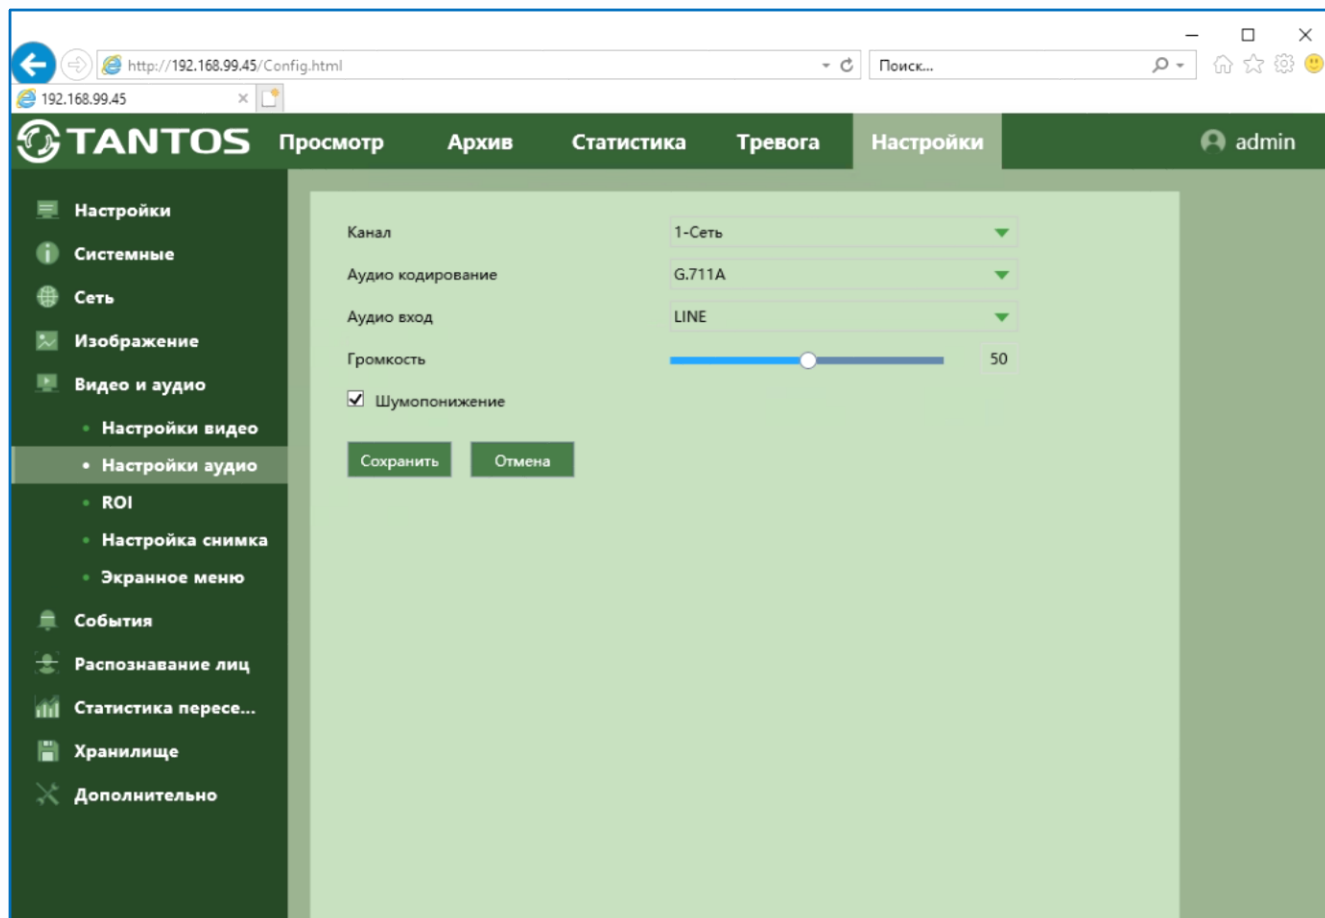 http://192.168.99.45/Config.html
Поиск...
192.168.99.45
TANTOS Просмотр Архив Статистика Тревога Настройки admin
Настройки
Системные
Сеть
Изображение
Видео и аудио
Настройки видео
Настройки аудио
ROI
Настройка снимка
Экранное меню
События
Распознавание лиц
Статистика пересе...
Хранилище
Дополнительно
Канал 1-Сеть
Аудио кодирование G.711A
Аудио вход LINE
Громкость 50
Шумопонижение
Сохранить Отмена